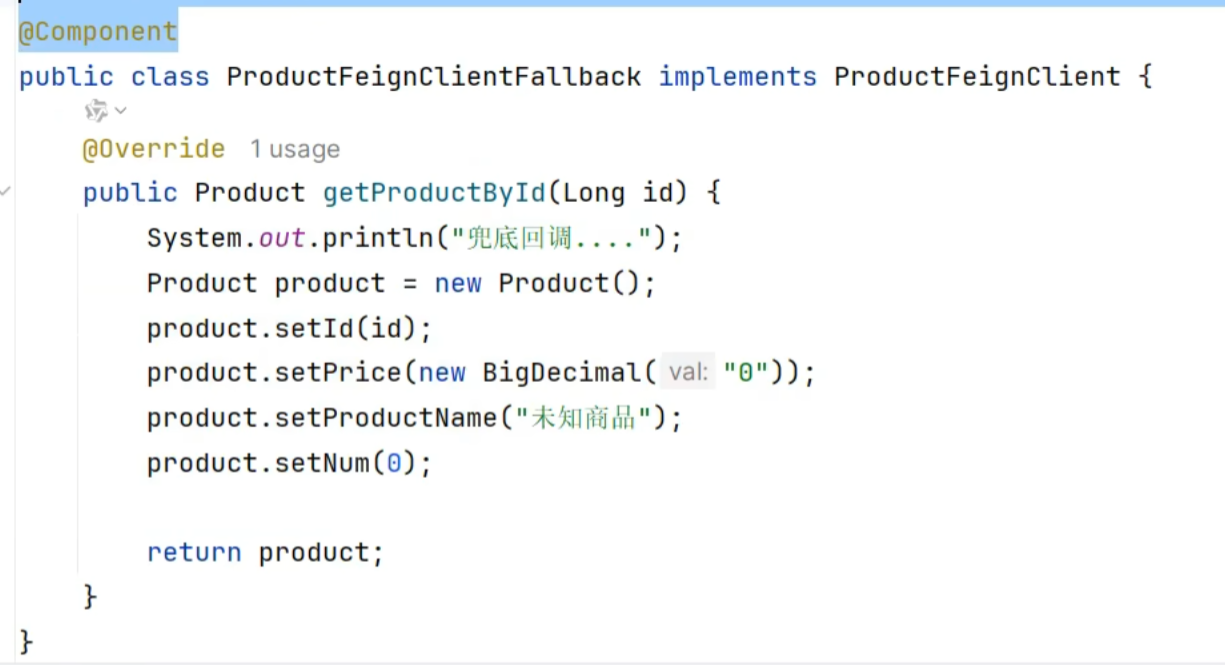 @Component
public class ProductFeignClientFallback implements ProductFeignClient {
@Override 1 usage
public Product getProductById(Long id) {
System.out.println("兜底回调....");
Product product = new Product();
product.setId(id);
product.setPrice(new BigDecimal( val: "0"));
product.setProductName("未知商品");
product.setNum(0);
return product;
}
}